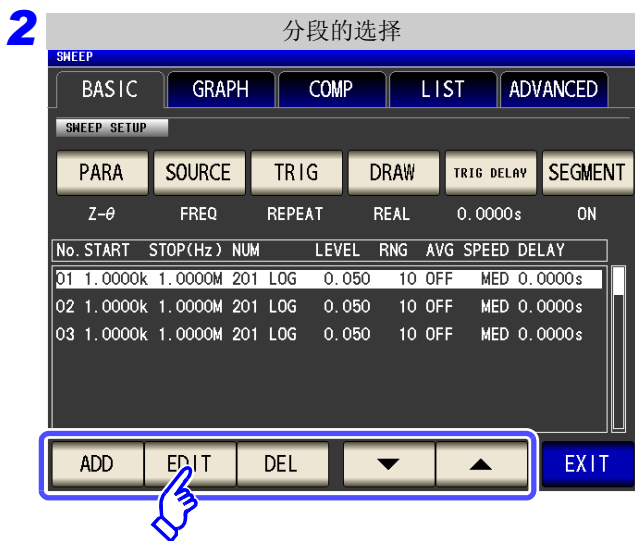 2
分段的选择
SWEEP
BASIC GRAPH COMP LIST ADVANCED
SWEEP SETUP
PARA SOURCE TRIG DRAW TRIG DELAY SEGMENT
Z-θ FREQ REPEAT REAL 0.0000s ON
No. START STOP(Hz) NUM LEVEL RNG AVG SPEED DELAY
01 1.0000k 1.0000M 201 LOG 0.050 10 OFF MED 0.0000s
02 1.0000k 1.0000M 201 LOG 0.050 10 OFF MED 0.0000s
03 1.0000k 1.0000M 201 LOG 0.050 10 OFF MED 0.0000s
ADD EDIT DEL ▼ ▲ EXIT